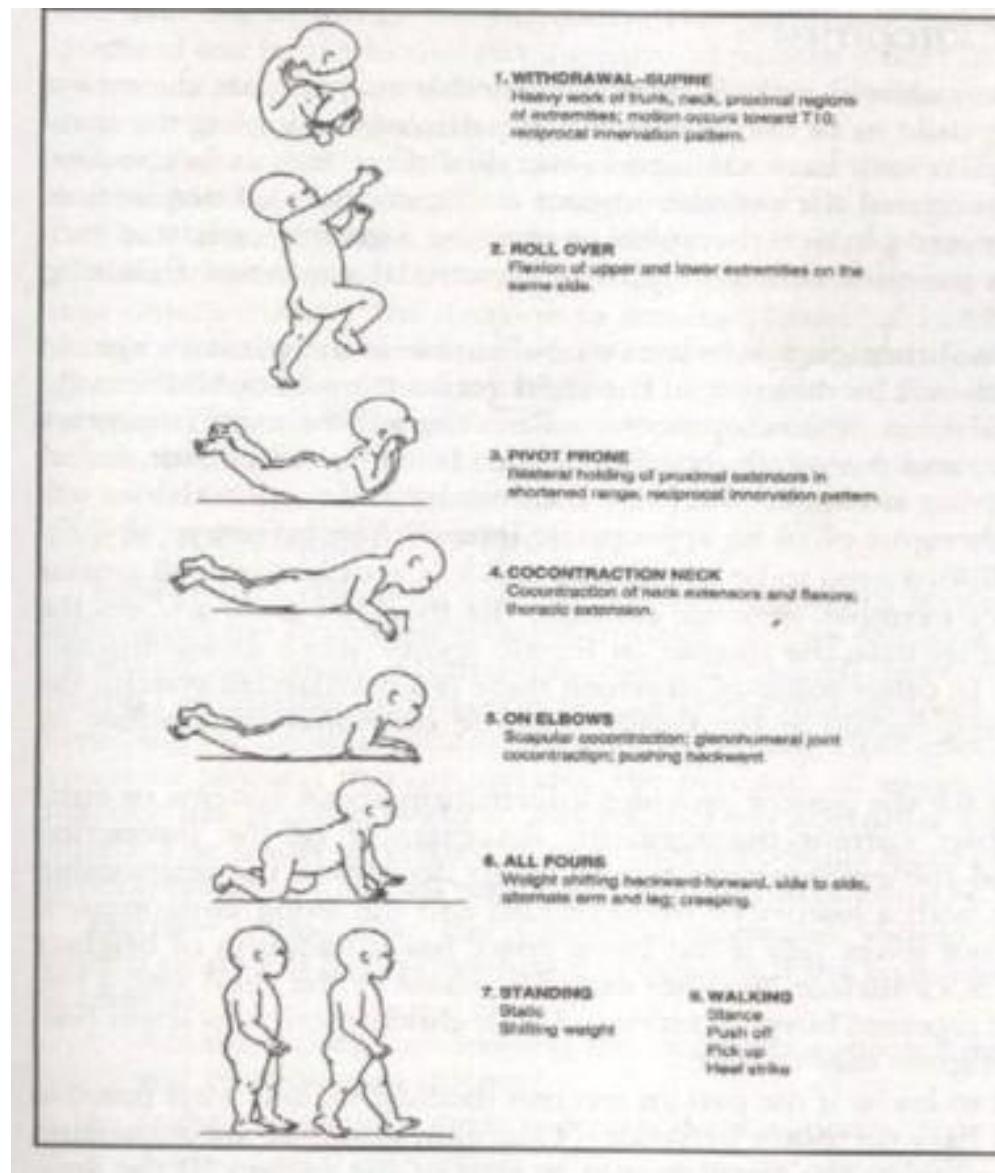 1. WITHDRAWAL–SUPINE
Heavy work of trunk, neck, proximal regions
of extremities; motion occurs toward T10;
reciprocal innervation pattern.
2. ROLL OVER
Flexion of upper and lower extremities on the
same side.
3. PIVOT PRONE
Bilateral holding of proximal extensors in
shortened range; reciprocal innervation pattern.
4. COCONTRACTION NECK
Cocontraction of neck extensors and flexors;
thoracic extension.
5. ON ELBOWS
Scapular cocontraction; glenohumeral joint
cocontraction; pushing backward.
6. ALL FOURS
Weight shifting backward-forward, side to side,
alternate arm and leg; creeping.
7. STANDING
Static
Shifting weight
8. WALKING
Stance
Push off
Pick up
Heel strike